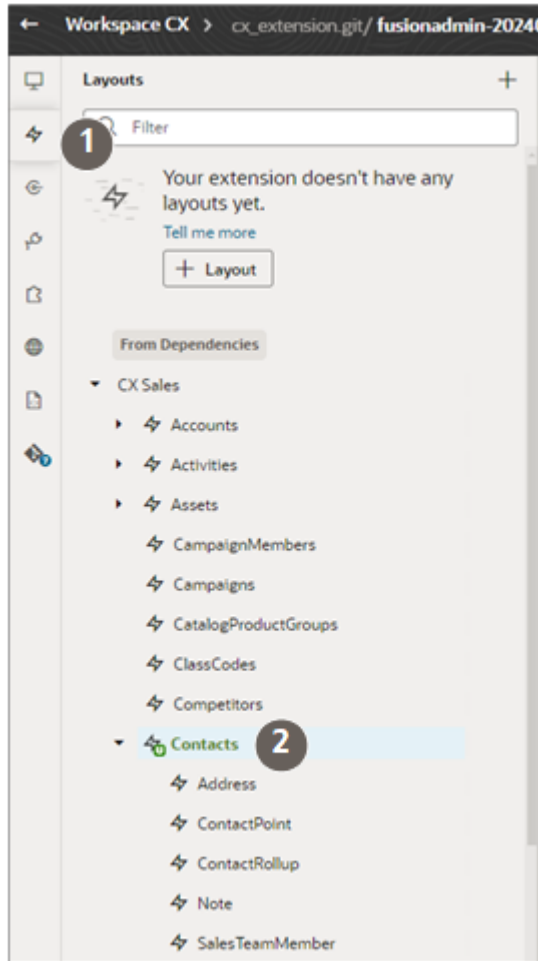 Workspace CX > cx_extension.git/ fusionadmin-2024
Layouts
1
Filter
Your extension doesn't have any
layouts yet.
Tell me more
+ Layout
From Dependencies
CX Sales
Accounts
Activities
Assets
CampaignMembers
Campaigns
CatalogProductGroups
ClassCodes
Competitors
Contacts 2
Address
ContactPoint
ContactRollup
Note
SalesTeamMember